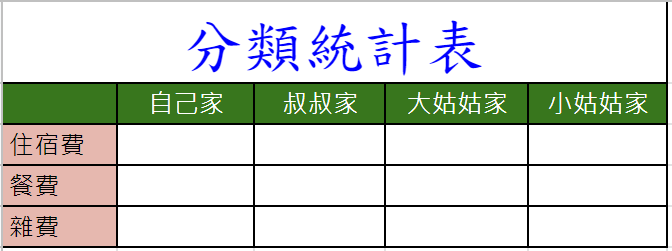 分類統計表
自己家 叔叔家 大姑姑家 小姑姑家
住宿費
餐費
雜費